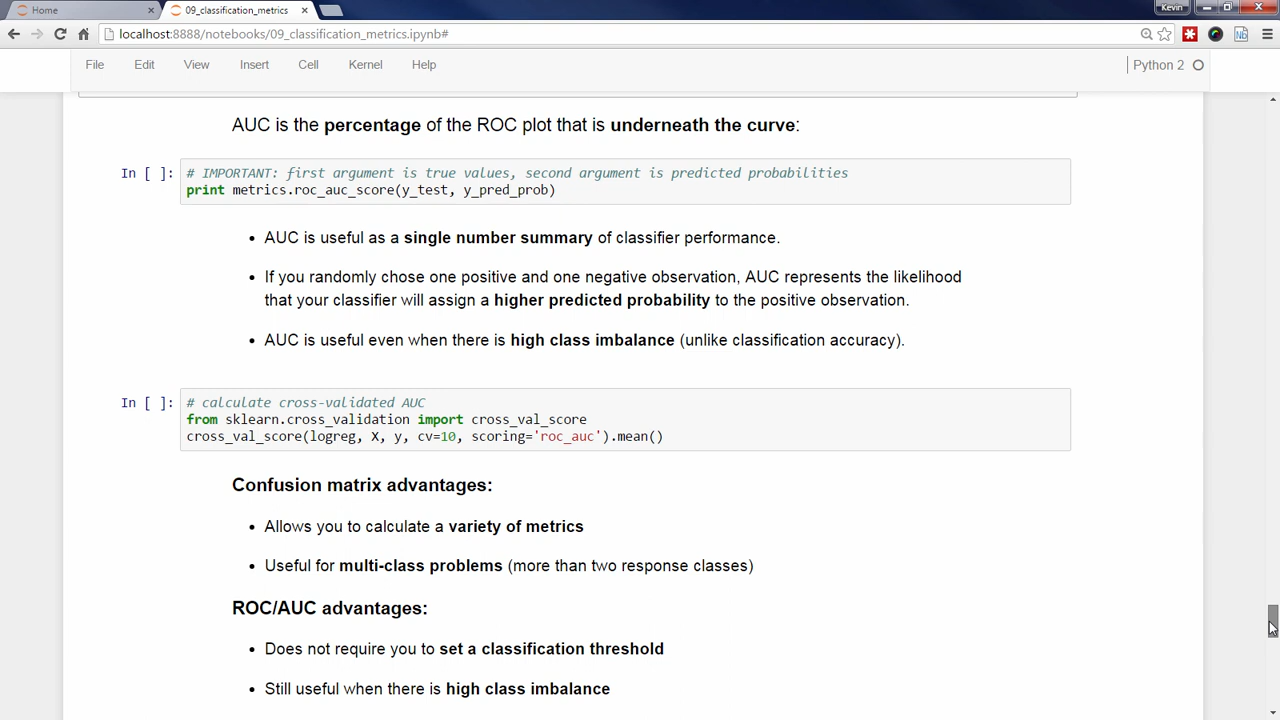 Home
09_classification_metrics
Kevin
localhost:8888/notebooks/09_classification_metrics.ipynb#
File Edit View Insert Cell Kernel Help Python 2
AUC is the percentage of the ROC plot that is underneath the curve:
In [ ]: # IMPORTANT: first argument is true values, second argument is predicted probabilities
print metrics.roc_auc_score(y_test, y_pred_prob)
• AUC is useful as a single number summary of classifier performance.
• If you randomly chose one positive and one negative observation, AUC represents the likelihood
that your classifier will assign a higher predicted probability to the positive observation.
• AUC is useful even when there is high class imbalance (unlike classification accuracy).
In [ ]: # calculate cross-validated AUC
from sklearn.cross_validation import cross_val_score
cross_val_score(logreg, X, y, cv=10, scoring='roc_auc').mean()
Confusion matrix advantages:
• Allows you to calculate a variety of metrics
• Useful for multi-class problems (more than two response classes)
ROC/AUC advantages:
• Does not require you to set a classification threshold
• Still useful when there is high class imbalance